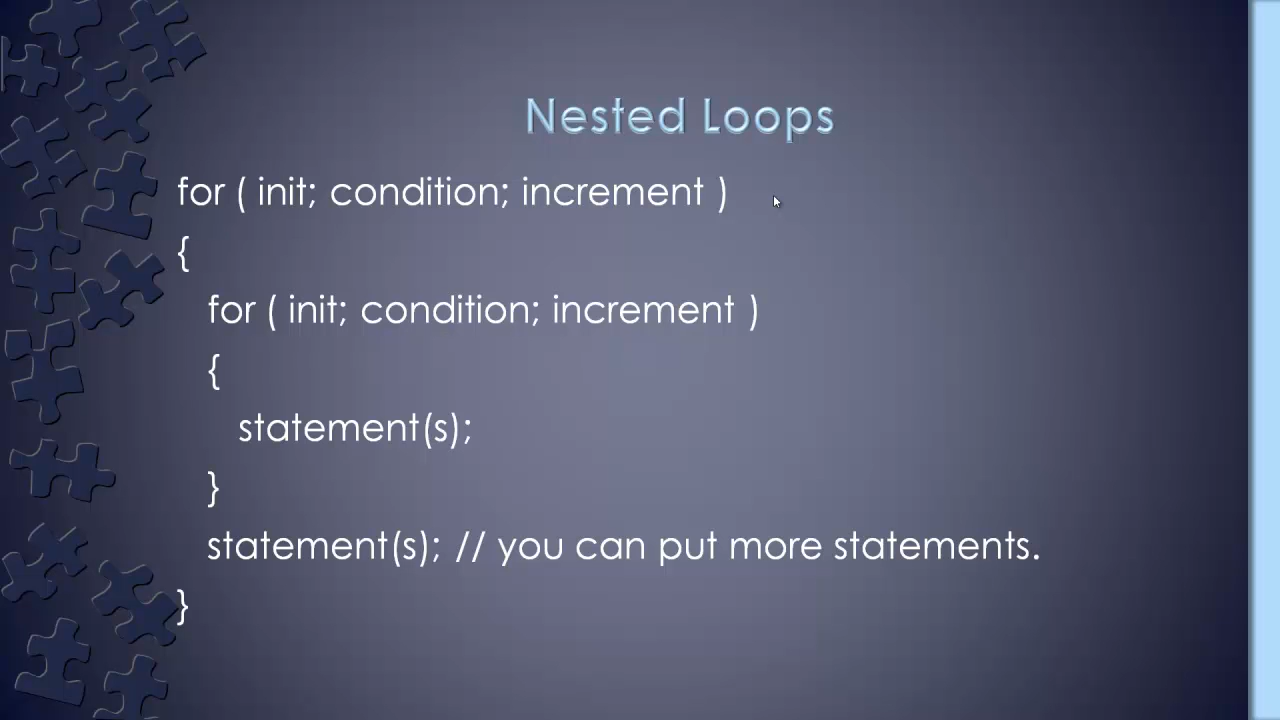 Nested Loops
for ( init; condition; increment )
{
for ( init; condition; increment )
{
statement(s);
}
statement(s); // you can put more statements.
}